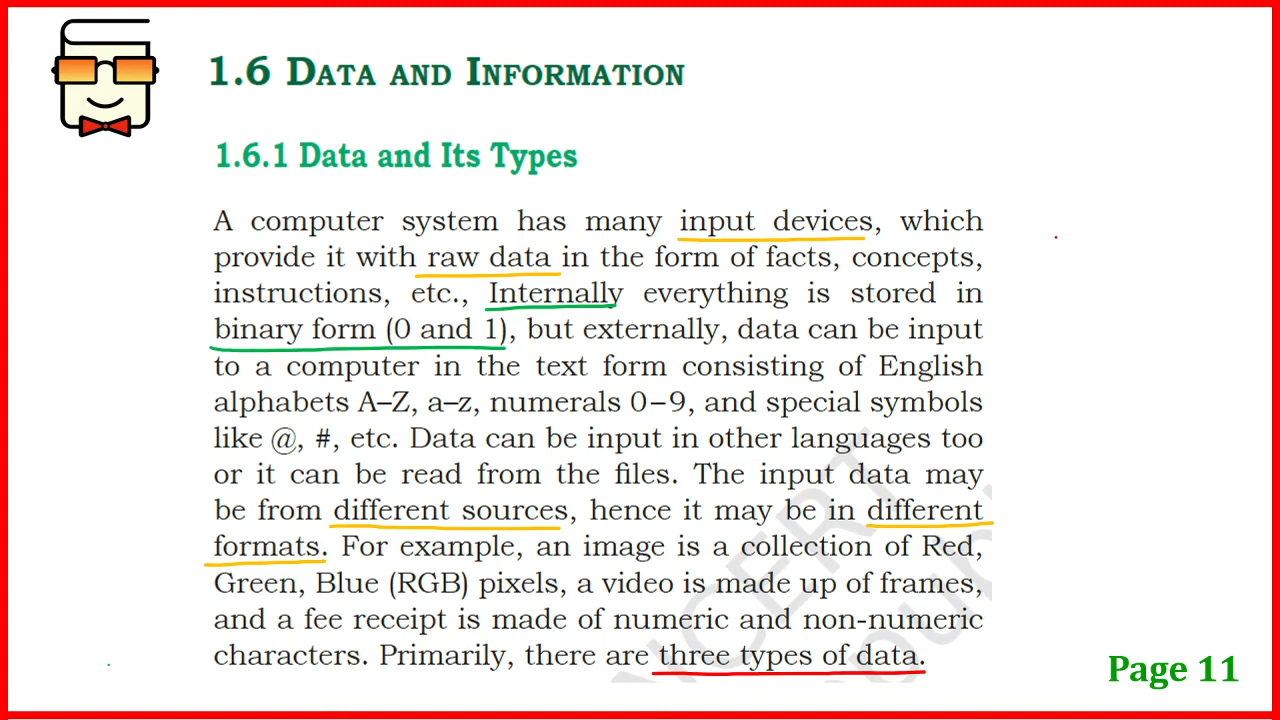 1.6 DATA AND INFORMATION
1.6.1 Data and Its Types
A computer system has many input devices, which
provide it with raw data in the form of facts, concepts,
instructions, etc., Internally everything is stored in
binary form (0 and 1), but externally, data can be input
to a computer in the text form consisting of English
alphabets A–Z, a–z, numerals 0–9, and special symbols
like @, #, etc. Data can be input in other languages too
or it can be read from the files. The input data may
be from different sources, hence it may be in different
formats. For example, an image is a collection of Red,
Green, Blue (RGB) pixels, a video is made up of frames,
and a fee receipt is made of numeric and non-numeric
characters. Primarily, there are three types of data.
NCERT
Page 11